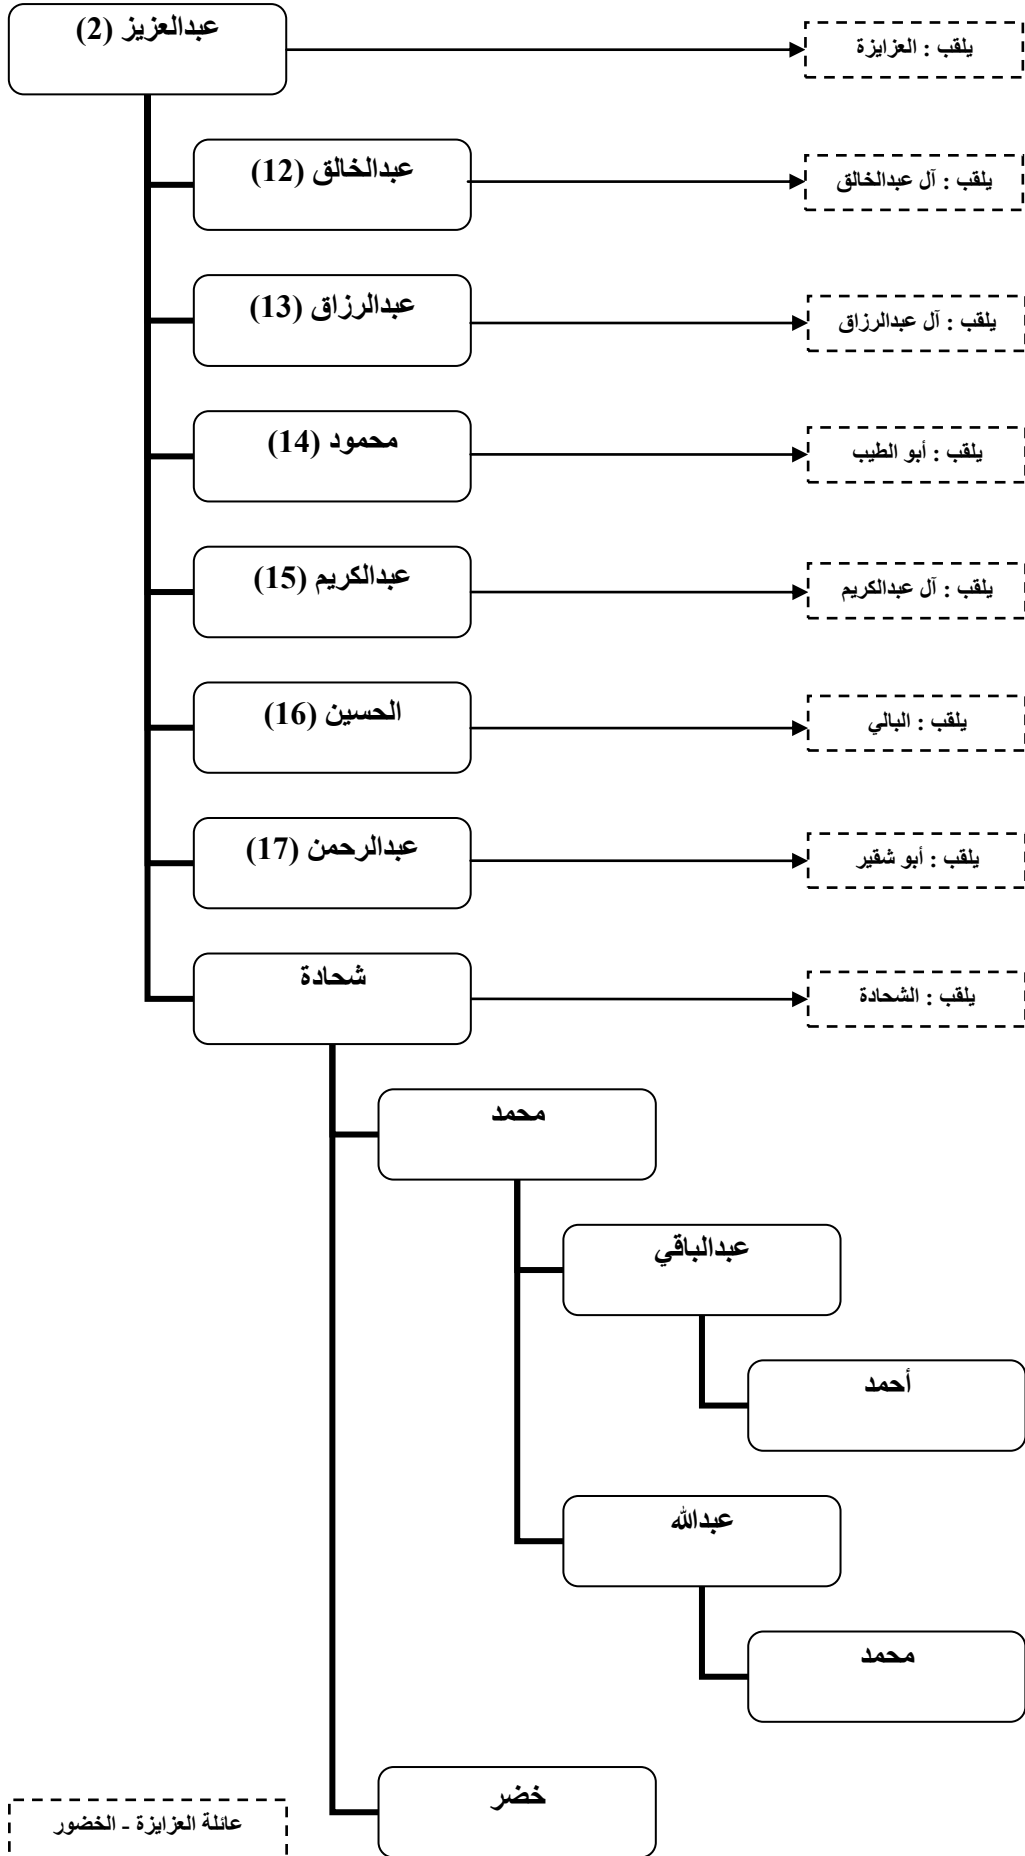 عبدالعزيز (2)
يلقب : العزايزة
عبدالخالق (12)
يلقب : آل عبدالخالق
عبدالرزاق (13)
يلقب : آل عبدالرزاق
محمود (14)
يلقب : أبو الطيب
عبدالكريم (15)
يلقب : آل عبدالكريم
الحسين (16)
يلقب : البالي
عبدالرحمن (17)
يلقب : أبو شقير
شحادة
يلقب : الشحادة
محمد
عبدالباقي
أحمد
عبدالله
محمد
خضر
عائلة العزايزة - الخضور